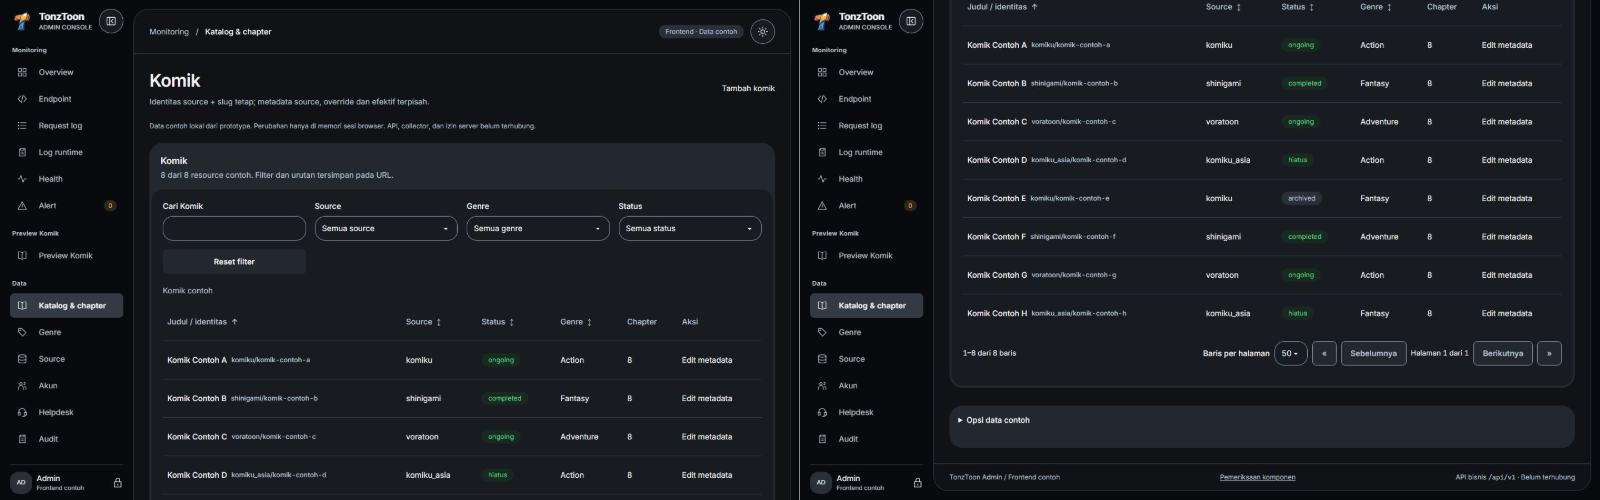 TonzToon
ADMIN CONSOLE
Monitoring
Overview
Endpoint
Request log
Log runtime
Health
Alert 0
Preview Komik
Preview Komik
Data
Katalog & chapter
Genre
Source
Akun
Helpdesk
Audit
AD Admin
Frontend contoh
Monitoring / Katalog & chapter Frontend · Data contoh
Komik
Tambah komik
Identitas source + slug tetap; metadata source, override dan efektif terpisah.
Data contoh lokal dari prototype. Perubahan hanya di memori sesi browser. API, collector, dan izin server belum terhubung.
Komik
8 dari 8 resource contoh. Filter dan urutan tersimpan pada URL.
Cari Komik Source Genre Status
Semua source Semua genre Semua status
Reset filter
Komik contoh
Judul / identitas ↑ Source ↕ Status ↕ Genre ↕ Chapter Aksi
Komik Contoh A komiku/komik-contoh-a komiku ongoing Action 8 Edit metadata
Komik Contoh B shinigami/komik-contoh-b shinigami completed Fantasy 8 Edit metadata
Komik Contoh C voratoon/komik-contoh-c voratoon ongoing Adventure 8 Edit metadata
Komik Contoh D komiku_asia/komik-contoh-d komiku_asia hiatus Action 8 Edit metadata
TonzToon
ADMIN CONSOLE
Monitoring
Overview
Endpoint
Request log
Log runtime
Health
Alert 0
Preview Komik
Preview Komik
Data
Katalog & chapter
Genre
Source
Akun
Helpdesk
Audit
AD Admin
Frontend contoh
Judul / identitas ↑ Source ↕ Status ↕ Genre ↕ Chapter Aksi
Komik Contoh A komiku/komik-contoh-a komiku ongoing Action 8 Edit metadata
Komik Contoh B shinigami/komik-contoh-b shinigami completed Fantasy 8 Edit metadata
Komik Contoh C voratoon/komik-contoh-c voratoon ongoing Adventure 8 Edit metadata
Komik Contoh D komiku_asia/komik-contoh-d komiku_asia hiatus Action 8 Edit metadata
Komik Contoh E komiku/komik-contoh-e komiku archived Fantasy 8 Edit metadata
Komik Contoh F shinigami/komik-contoh-f shinigami completed Adventure 8 Edit metadata
Komik Contoh G voratoon/komik-contoh-g voratoon ongoing Action 8 Edit metadata
Komik Contoh H komiku_asia/komik-contoh-h komiku_asia hiatus Fantasy 8 Edit metadata
1–8 dari 8 baris Baris per halaman 50 « Sebelumnya Halaman 1 dari 1 Berikutnya »
Opsi data contoh
TonzToon Admin / Frontend contoh Pemeriksaan komponen API bisnis /api/v1 · Belum terhubung